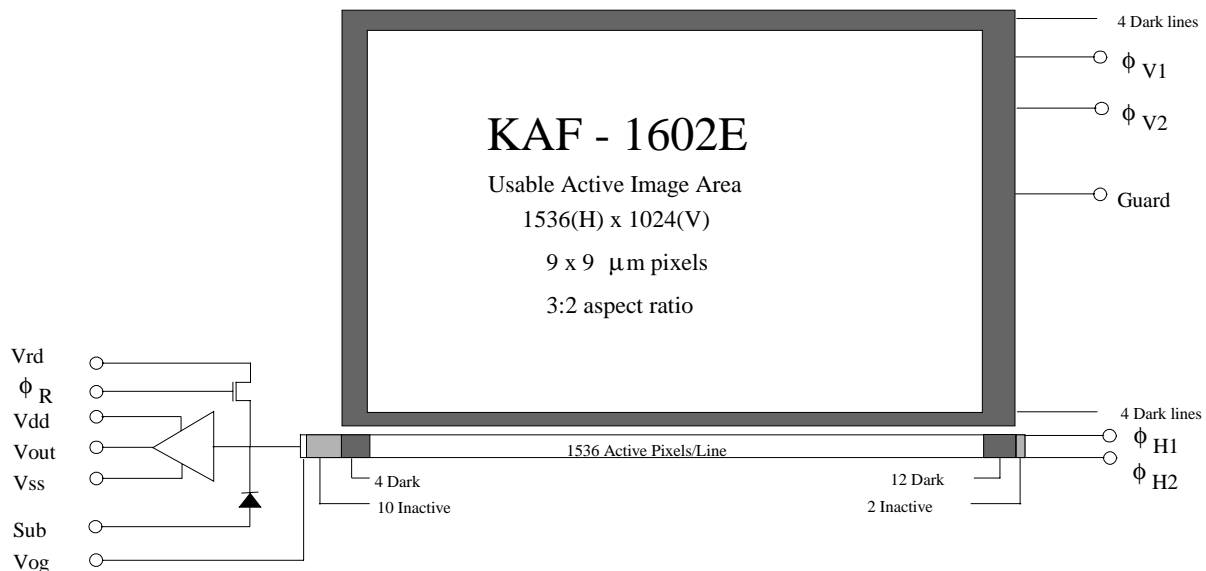 4 Dark lines
ϕ V1
ϕ V2
Guard
KAF - 1602E
Usable Active Image Area
1536(H) x 1024(V)
9 x 9 μm pixels
3:2 aspect ratio
Vrd
ϕ R
Vdd
Vout
Vss
Sub
Vog
4 Dark lines
ϕ H1
ϕ H2
1536 Active Pixels/Line
4 Dark
10 Inactive
12 Dark
2 Inactive